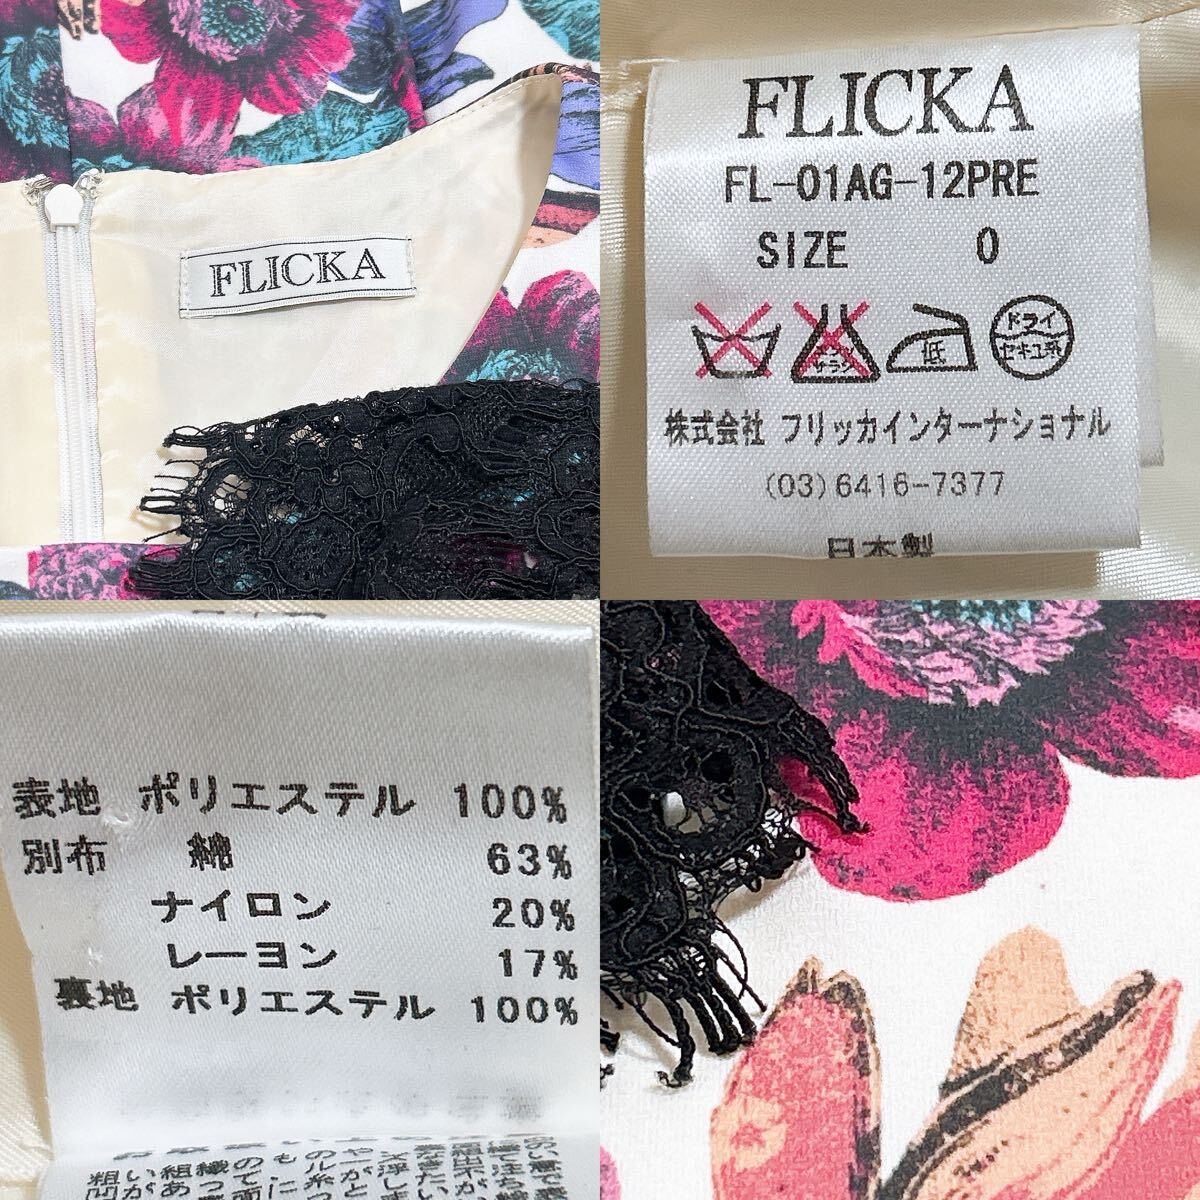 FLICKA
FLICKA
FL-01AG-12PRE
SIZE 0
サラシ
低
ドライ
セキユ系
株式会社 フリッカインターナショナル
(03)6416-7377
日本製
表地 ポリエステル 100%
別布 綿 63%
ナイロン 20%
レーヨン 17%
裏地 ポリエステル 100%